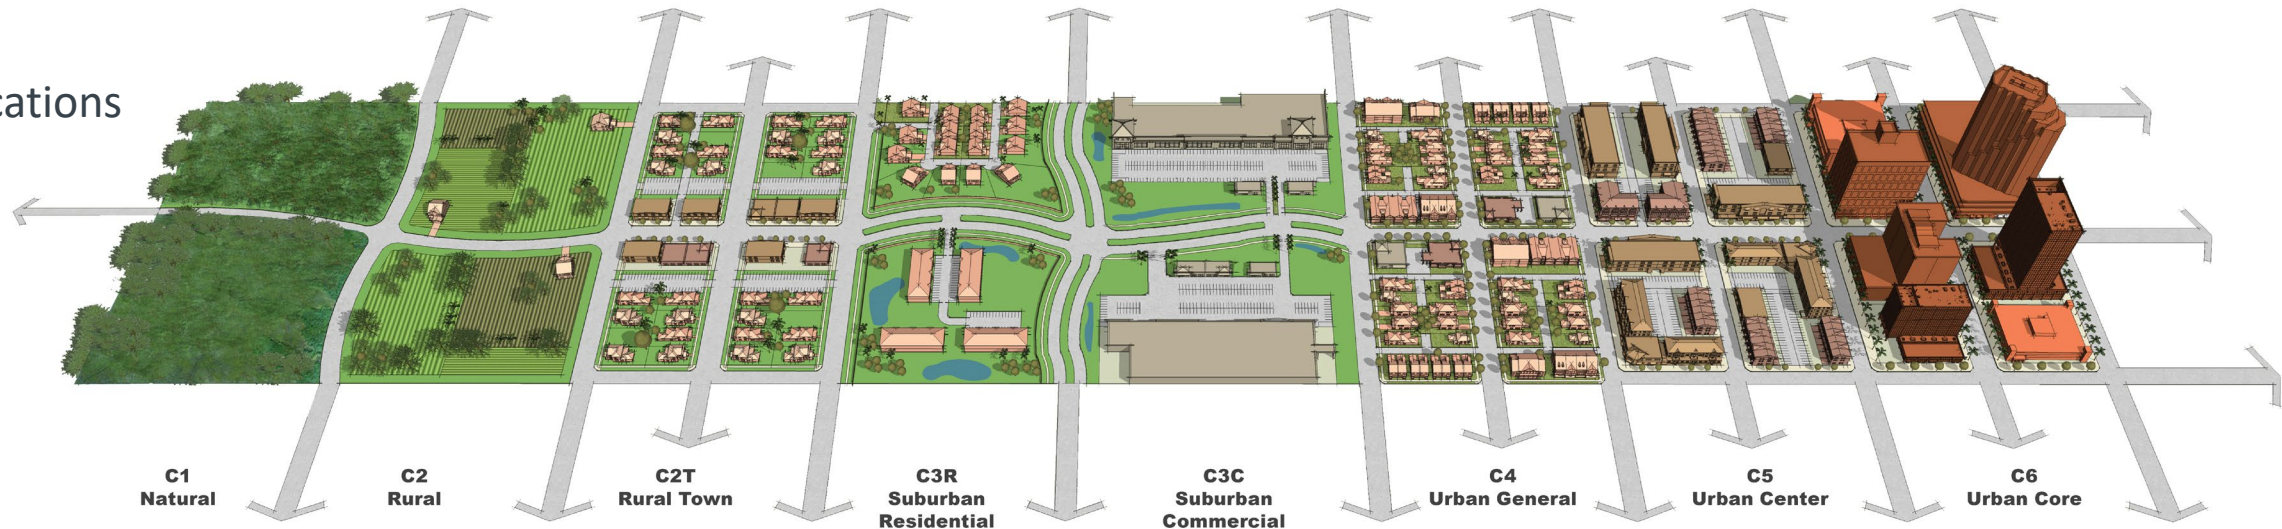 C1
Natural
C2
Rural
C2T
Rural Town
C3R
Suburban
Residential
C3C
Suburban
Commercial
C4
Urban General
C5
Urban Center
C6
Urban Core